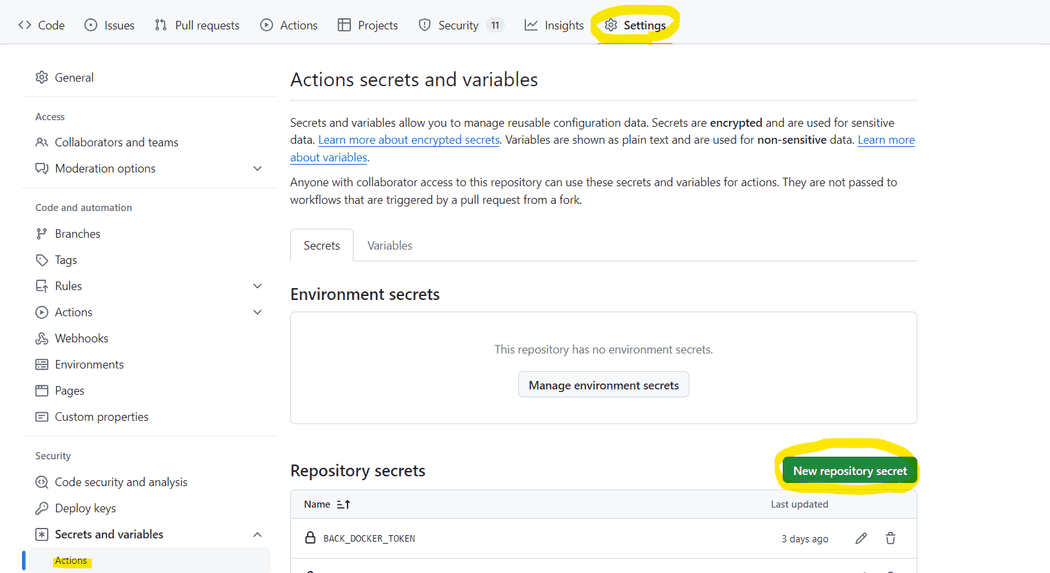 Code Issues Pull requests Actions Projects Security 11 Insights Settings
General
Access
Collaborators and teams
Moderation options
Code and automation
Branches
Tags
Rules
Actions
Webhooks
Environments
Pages
Custom properties
Security
Code security and analysis
Deploy keys
Secrets and variables
Actions
Actions secrets and variables
Secrets and variables allow you to manage reusable configuration data. Secrets are encrypted and are used for sensitive
data. Learn more about encrypted secrets. Variables are shown as plain text and are used for non-sensitive data. Learn more
about variables.
Anyone with collaborator access to this repository can use these secrets and variables for actions. They are not passed to
workflows that are triggered by a pull request from a fork.
Secrets Variables
Environment secrets
This repository has no environment secrets.
Manage environment secrets
Repository secrets New repository secret
Name Last updated
BACK_DOCKER_TOKEN 3 days ago